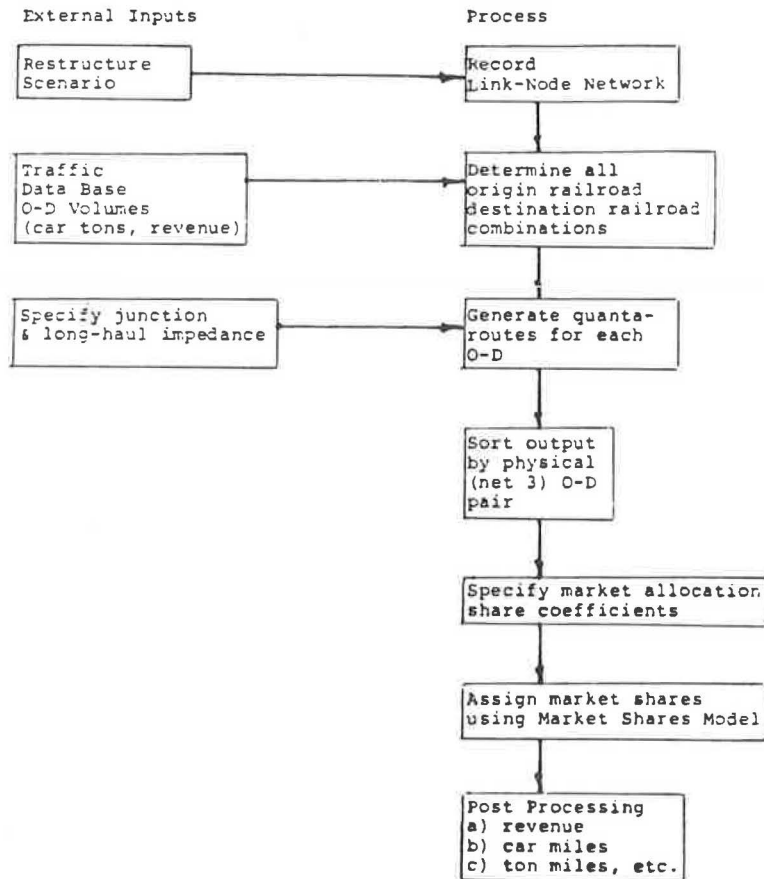 External Inputs
Process
Restructure
Scenario
Record
Link-Node Network
Traffic
Data Base
O-D Volumes
(car tons, revenue)
Determine all
origin railroad
destination railroad
combinations
Specify junction
& long-haul impedance
Generate quanta-
routes for each
O-D
Sort output
by physical
(net 3) O-D
pair
Specify market allocation
share coefficients
Assign market shares
using Market Shares Model
Post Processing
a) revenue
b) car miles
c) ton miles, etc.